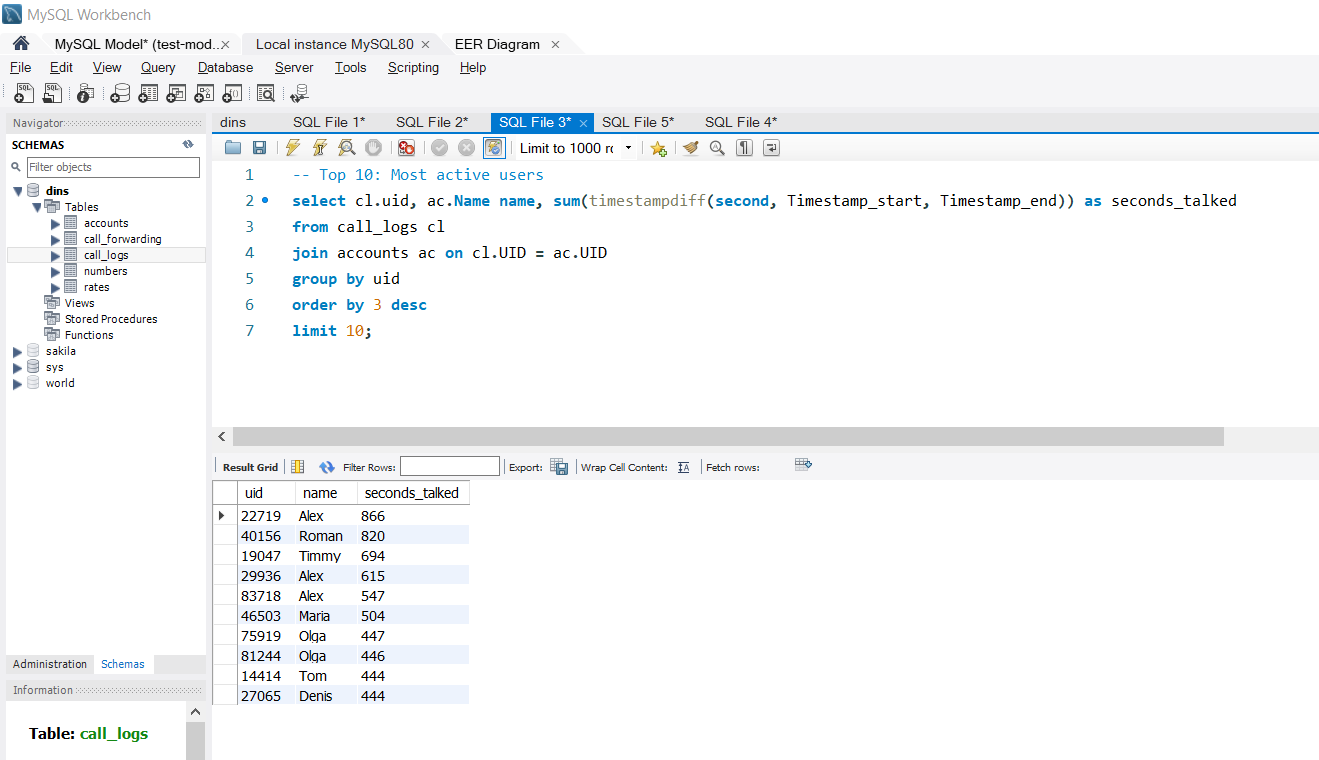 MySQL Workbench
MySQL Model* (test-mod..× Local instance MySQL80 × EER Diagram ×
File Edit View Query Database Server Tools Scripting Help
Navigator
SCHEMAS
Filter objects
dins
Tables
accounts
call_forwarding
call_logs
numbers
rates
Views
Stored Procedures
Functions
sakila
sys
world
Administration Schemas
Information
Table: call_logs
dins SQL File 1* SQL File 2* SQL File 3* × SQL File 5* SQL File 4*
Limit to 1000 rc
1 -- Top 10: Most active users
2 select cl.uid, ac.Name name, sum(timestampdiff(second, Timestamp_start, Timestamp_end)) as seconds_talked
3 from call_logs cl
4 join accounts ac on cl.UID = ac.UID
5 group by uid
6 order by 3 desc
7 limit 10;
Result Grid Filter Rows: Export: Wrap Cell Content: Fetch rows:
uid name seconds_talked
22719 Alex 866
40156 Roman 820
19047 Timmy 694
29936 Alex 615
83718 Alex 547
46503 Maria 504
75919 Olga 447
81244 Olga 446
14414 Tom 444
27065 Denis 444